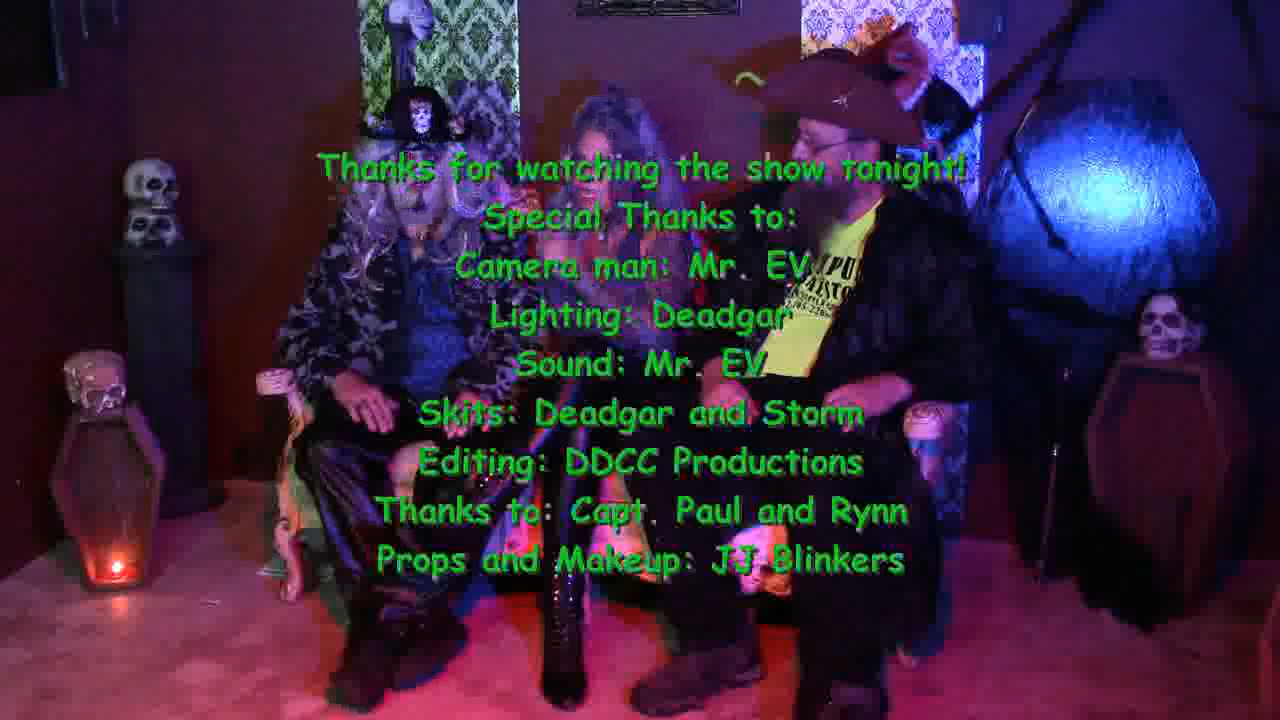 Thanks for watching the show tonight!
Special Thanks to:
Camera man: Mr. EV
Lighting: Deadgar
Sound: Mr. EV
Skits: Deadgar and Storm
Editing: DDCC Productions
Thanks to: Capt. Paul and Rynn
Props and Makeup: JJ Blinkers